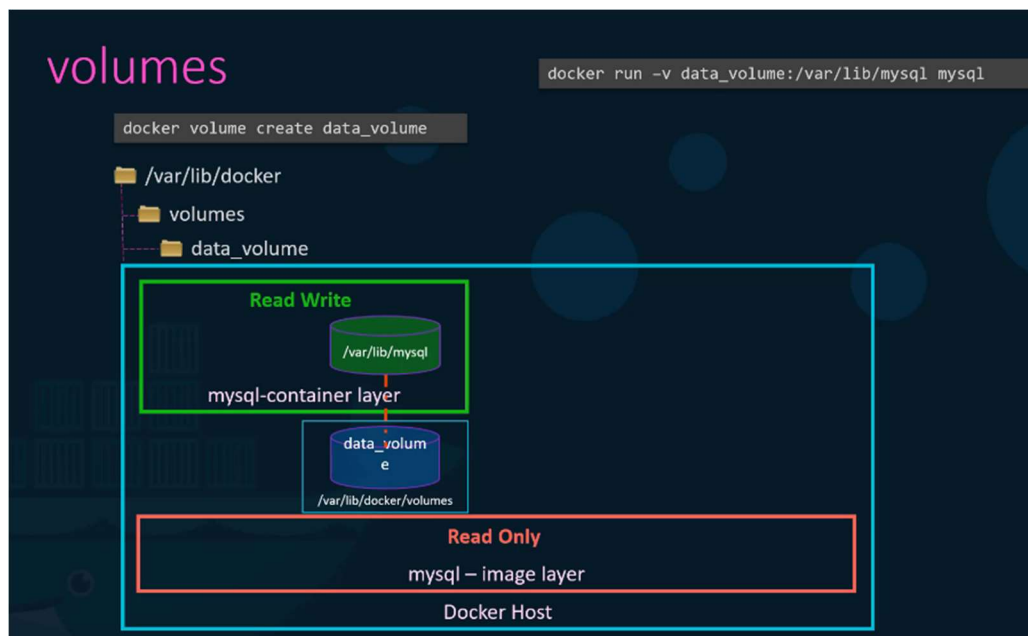 volumes
docker run –v data_volume:/var/lib/mysql mysql
docker volume create data_volume
/var/lib/docker
volumes
data_volume
Read Write
/var/lib/mysql
mysql-container layer
data_volum
e
/var/lib/docker/volumes
Read Only
mysql – image layer
Docker Host